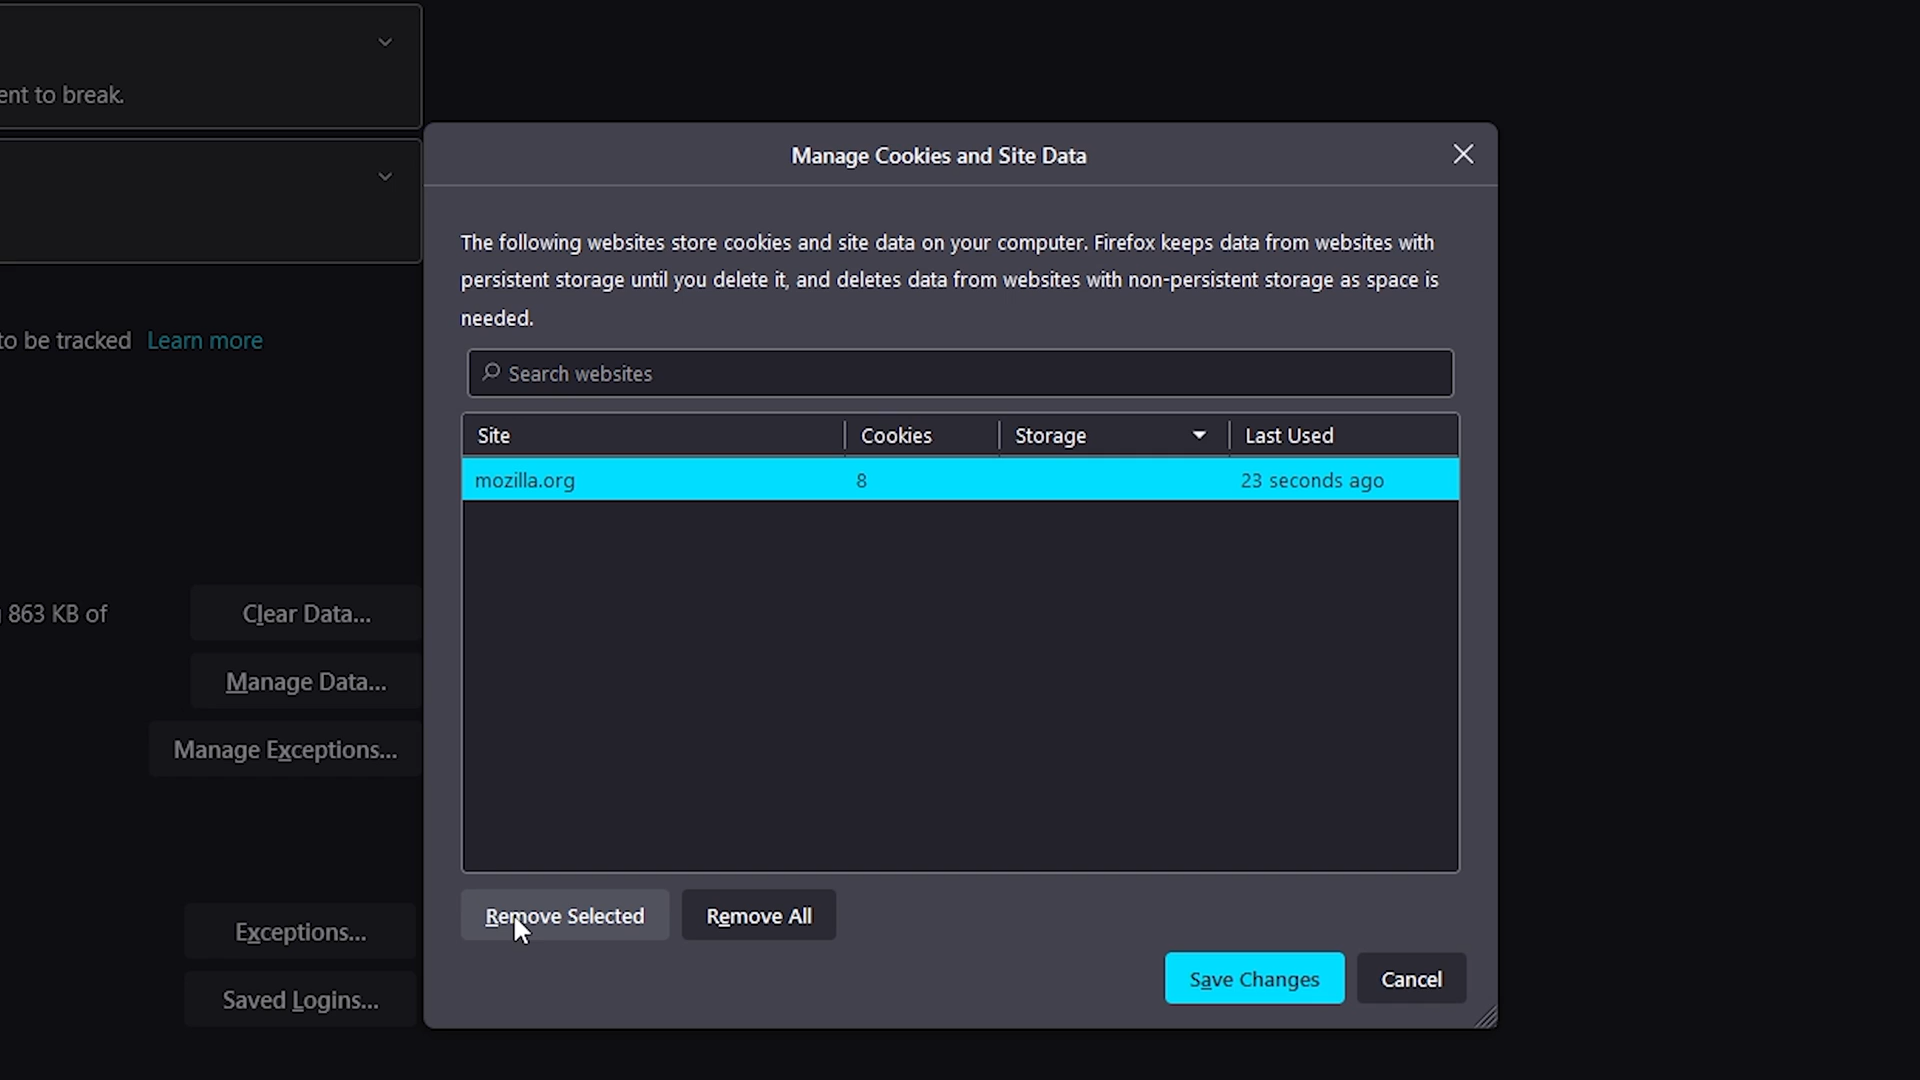 ent to break.
to be tracked Learn more
863 KB of
Clear Data...
Manage Data...
Manage Exceptions...
Exceptions...
Saved Logins...
Manage Cookies and Site Data
The following websites store cookies and site data on your computer. Firefox keeps data from websites with
persistent storage until you delete it, and deletes data from websites with non-persistent storage as space is
needed.
Search websites
Site Cookies Storage Last Used
mozilla.org 8 23 seconds ago
Remove Selected Remove All
Save Changes Cancel